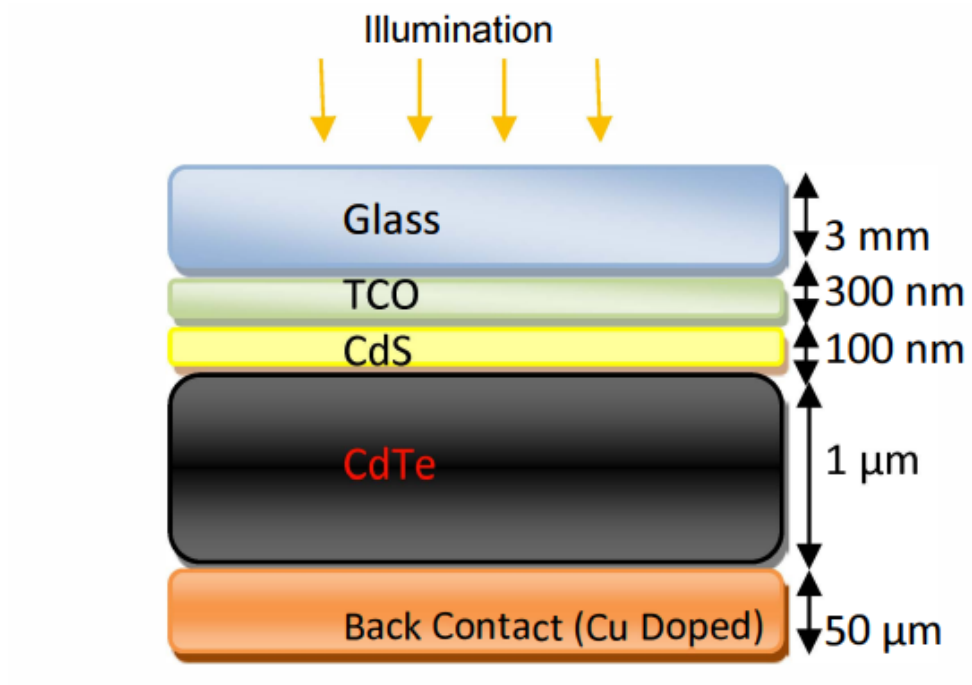 Illumination
Glass
3 mm
TCO
300 nm
CdS
100 nm
CdTe
1 μm
Back Contact (Cu Doped)
50 μm